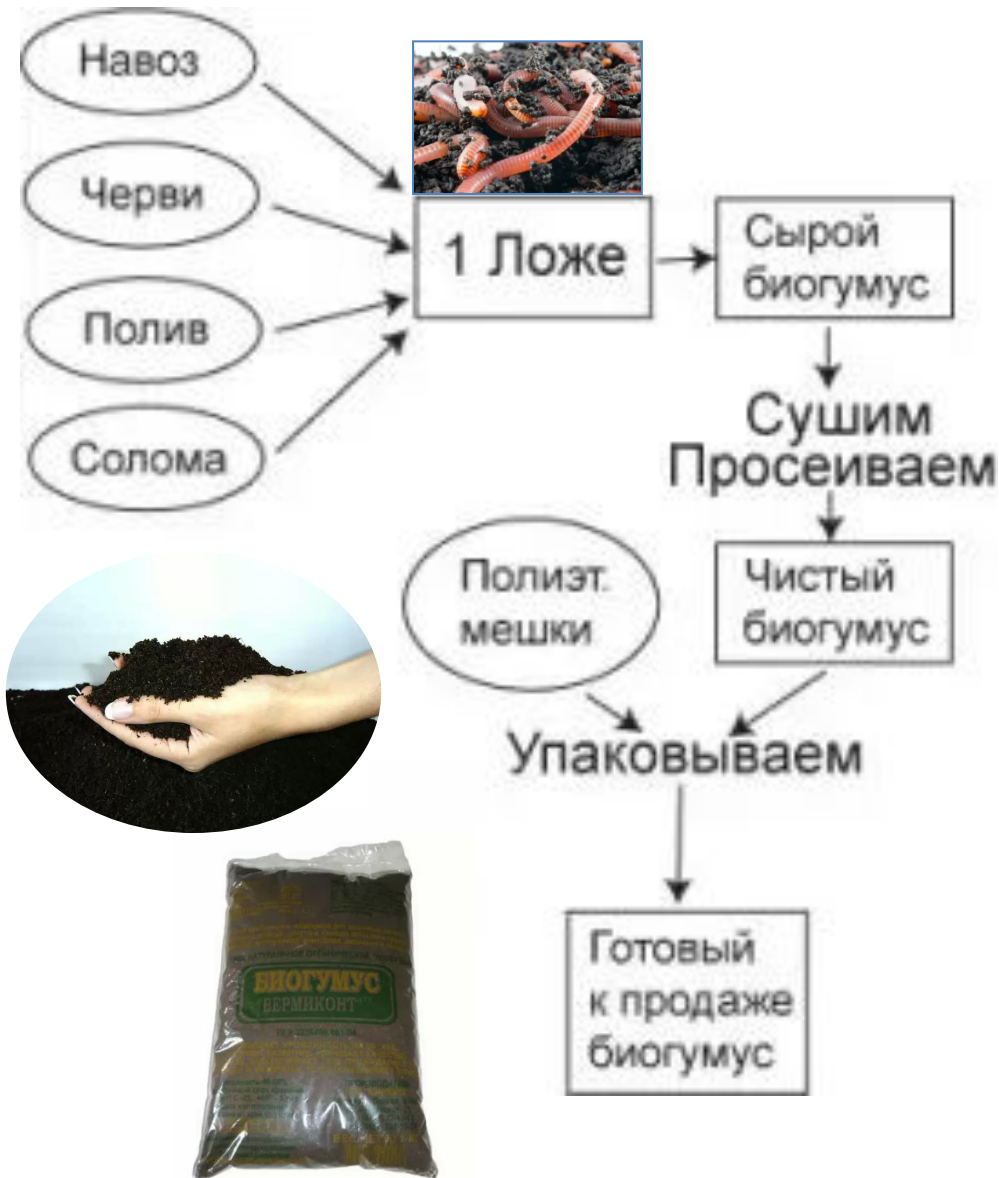 Навоз
Черви
Полив
Солома
1 Ложе
Сырой
биогумус
Сушим
Просеиваем
Полиэт.
мешки
Чистый
биогумус
Упаковываем
Готовый
к продаже
биогумус
БИОГУМУС
ВЕРМИКОНТ